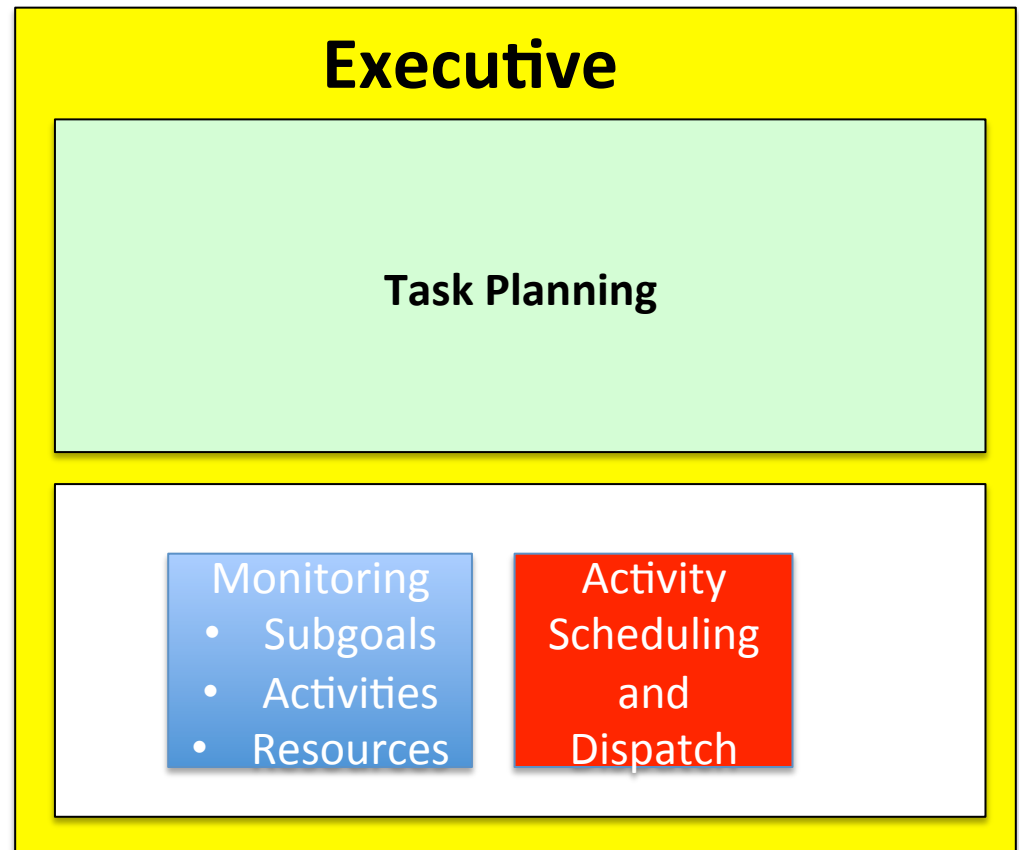 Executive
Task Planning
Monitoring
• Subgoals
• Activities
• Resources
Activity
Scheduling
and
Dispatch